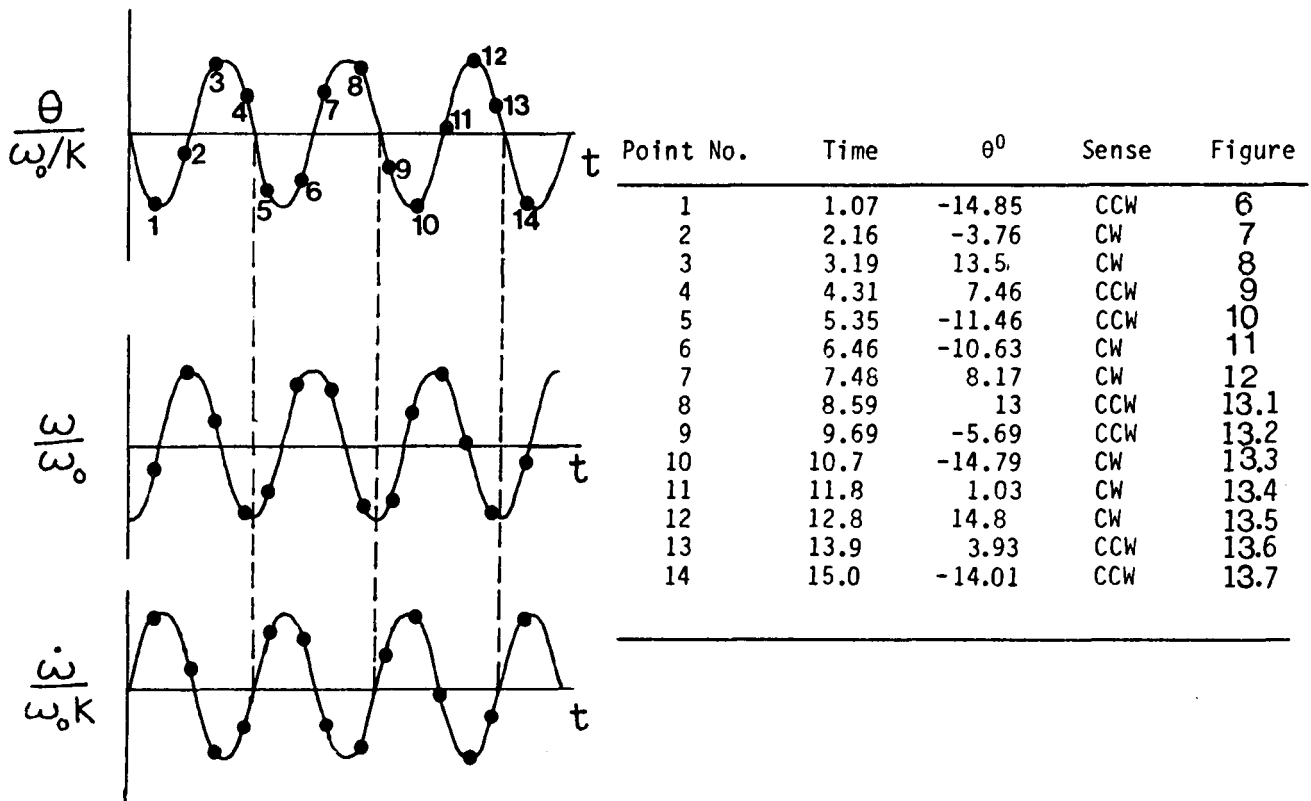 θ
ω₀/K
1
2
3
4
5
6
7
8
9
10
11
12
13
14
t
ω
ω₀
t
ω̇
ω₀K
t
Point No. Time θ⁰ Sense Figure
1 1.07 -14.85 CCW 6
2 2.16 -3.76 CW 7
3 3.19 13.5 CW 8
4 4.31 7.46 CCW 9
5 5.35 -11.46 CCW 10
6 6.46 -10.63 CW 11
7 7.48 8.17 CW 12
8 8.59 13 CCW 13.1
9 9.69 -5.69 CCW 13.2
10 10.7 -14.79 CW 13.3
11 11.8 1.03 CW 13.4
12 12.8 14.8 CW 13.5
13 13.9 3.93 CCW 13.6
14 15.0 -14.01 CCW 13.7